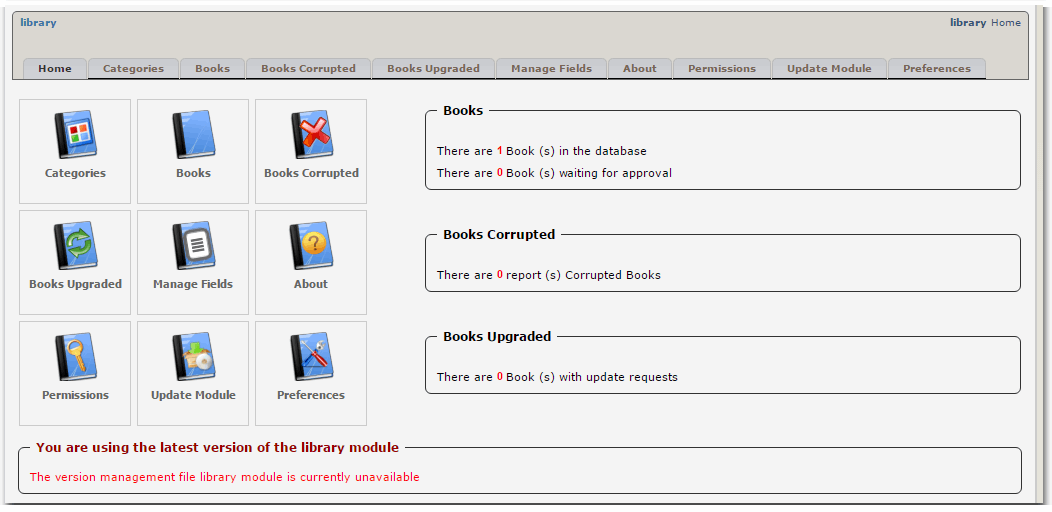 library
library Home
Home Categories Books Books Corrupted Books Upgraded Manage Fields About Permissions Update Module Preferences
Categories Books Books Corrupted
Books Upgraded Manage Fields About
Permissions Update Module Preferences
Books
There are 1 Book (s) in the database
There are 0 Book (s) waiting for approval
Books Corrupted
There are 0 report (s) Corrupted Books
Books Upgraded
There are 0 Book (s) with update requests
You are using the latest version of the library module
The version management file library module is currently unavailable